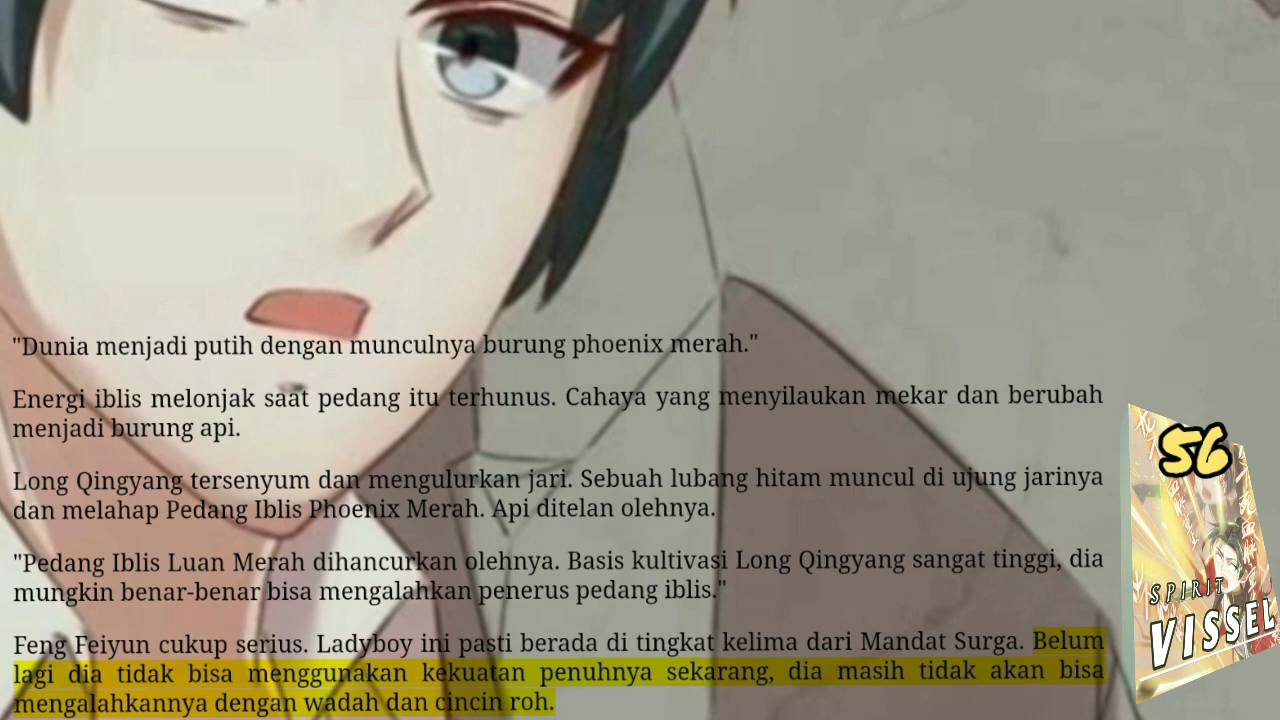 "Dunia menjadi putih dengan munculnya burung phoenix merah."
Energi iblis melonjak saat pedang itu terhunus. Cahaya yang menyilaukan mekar dan berubah
menjadi burung api.
Long Qingyang tersenyum dan mengulurkan jari. Sebuah lubang hitam muncul di ujung jarinya
dan melahap Pedang Iblis Phoenix Merah. Api ditelan olehnya.
"Pedang Iblis Luan Merah dihancurkan olehnya. Basis kultivasi Long Qingyang sangat tinggi, dia
mungkin benar-benar bisa mengalahkan penerus pedang iblis."
Feng Feiyun cukup serius. Ladyboy ini pasti berada di tingkat kelima dari Mandat Surga. Belum
lagi dia tidak bisa menggunakan kekuatan penuhnya sekarang, dia masih tidak akan bisa
mengalahkannya dengan wadah dan cincin roh.
56
SPIRIT
VISSEL